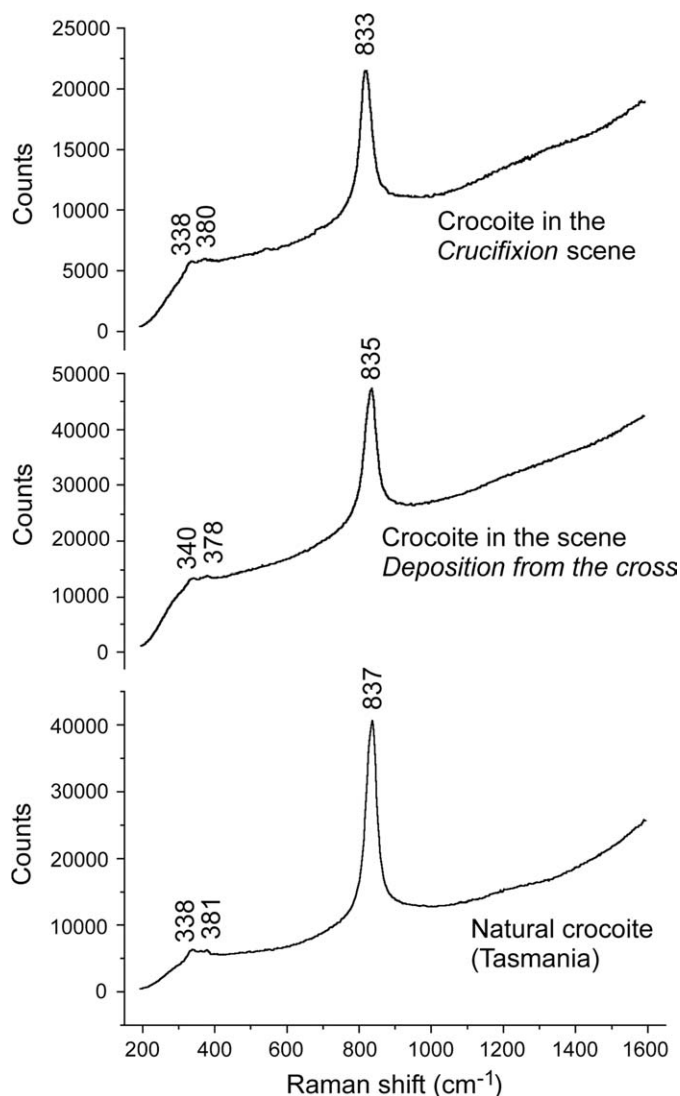 25000
20000
15000
10000
5000
0
Counts
833
338
380
Crocoite in the
Crucifixion scene
50000
40000
30000
20000
10000
0
Counts
835
340
378
Crocoite in the scene
Deposition from the cross
40000
30000
20000
10000
0
Counts
837
338
381
Natural crocoite
(Tasmania)
200 400 600 800 1000 1200 1400 1600
Raman shift (cm⁻¹)